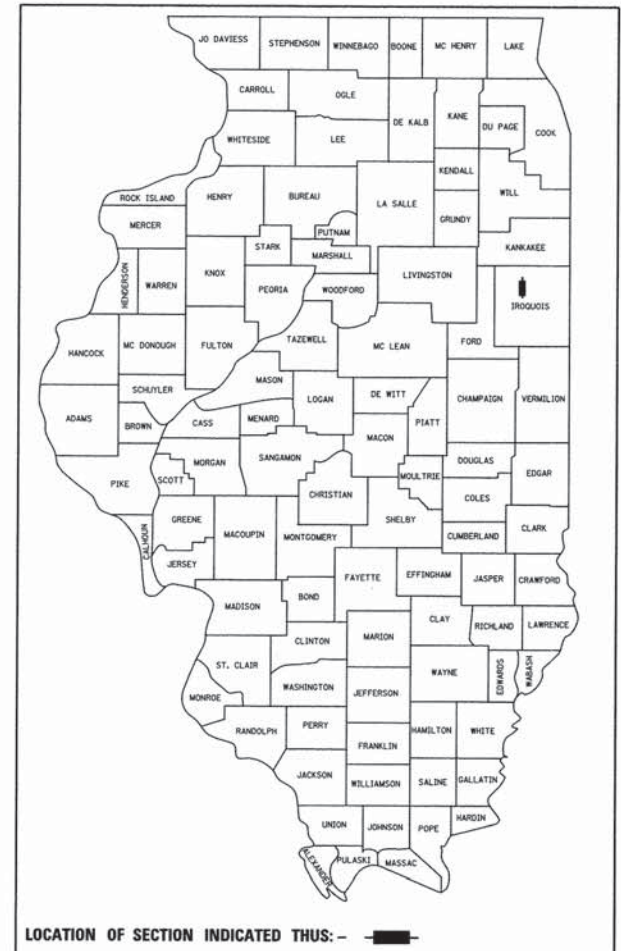 JO DAVIESS STEPHENSON WINNEBAGO BOONE MC HENRY LAKE
CARROLL OGLE DE KALB KANE DU PAGE COOK
WHITESIDE LEE
KENDALL
ROCK ISLAND HENRY BUREAU LA SALLE GRUNDY WILL
MERCER PUTNAM
STARK MARSHALL KANKAKEE
HENDERSON WARREN KNOX PEORIA WOODFORD LIVINGSTON IROQUOIS
HANCOCK MC DONOUGH FULTON TAZEWELL MC LEAN FORD
SCHUYLER MASON LOGAN DE WITT CHAMPAIGN VERMILION
ADAMS BROWN CASS MENARD MACON PIATT
PIKE SCOTT MORGAN SANGAMON CHRISTIAN MOULTRIE DOUGLAS EDGAR
COLES
CALHOUN GREENE MACOUPIN MONTGOMERY SHELBY CUMBERLAND CLARK
JERSEY FAYETTE EFFINGHAM JASPER CRAWFORD
MADISON BOND CLAY RICHLAND LAWRENCE
CLINTON MARION
ST. CLAIR WAYNE EDWARDS WABASH
MONROE WASHINGTON JEFFERSON
RANDOLPH PERRY HAMILTON WHITE
FRANKLIN
JACKSON WILLIAMSON SALINE GALLATIN
UNION JOHNSON POPE HARDIN
ALEXANDER PULASKI MASSAC
LOCATION OF SECTION INDICATED THUS: -